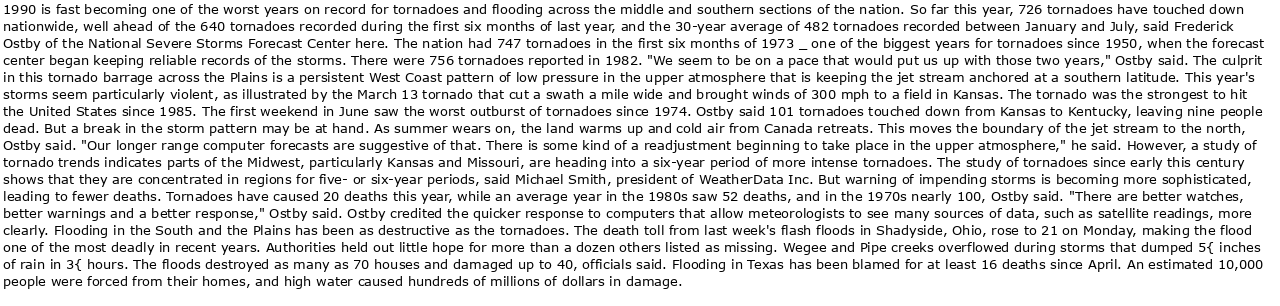 1990 is fast becoming one of the worst years on record for tornadoes and flooding across the middle and southern sections of the nation. So far this year, 726 tornadoes have touched down
nationwide, well ahead of the 640 tornadoes recorded during the first six months of last year, and the 30-year average of 482 tornadoes recorded between January and July, said Frederick
Ostby of the National Severe Storms Forecast Center here. The nation had 747 tornadoes in the first six months of 1973 _ one of the biggest years for tornadoes since 1950, when the forecast
center began keeping reliable records of the storms. There were 756 tornadoes reported in 1982. "We seem to be on a pace that would put us up with those two years," Ostby said. The culprit
in this tornado barrage across the Plains is a persistent West Coast pattern of low pressure in the upper atmosphere that is keeping the jet stream anchored at a southern latitude. This year's
storms seem particularly violent, as illustrated by the March 13 tornado that cut a swath a mile wide and brought winds of 300 mph to a field in Kansas. The tornado was the strongest to hit
the United States since 1985. The first weekend in June saw the worst outburst of tornadoes since 1974. Ostby said 101 tornadoes touched down from Kansas to Kentucky, leaving nine people
dead. But a break in the storm pattern may be at hand. As summer wears on, the land warms up and cold air from Canada retreats. This moves the boundary of the jet stream to the north,
Ostby said. "Our longer range computer forecasts are suggestive of that. There is some kind of a readjustment beginning to take place in the upper atmosphere," he said. However, a study of
tornado trends indicates parts of the Midwest, particularly Kansas and Missouri, are heading into a six-year period of more intense tornadoes. The study of tornadoes since early this century
shows that they are concentrated in regions for five- or six-year periods, said Michael Smith, president of WeatherData Inc. But warning of impending storms is becoming more sophisticated,
leading to fewer deaths. Tornadoes have caused 20 deaths this year, while an average year in the 1980s saw 52 deaths, and in the 1970s nearly 100, Ostby said. "There are better watches,
better warnings and a better response," Ostby said. Ostby credited the quicker response to computers that allow meteorologists to see many sources of data, such as satellite readings, more
clearly. Flooding in the South and the Plains has been as destructive as the tornadoes. The death toll from last week's flash floods in Shadyside, Ohio, rose to 21 on Monday, making the flood
one of the most deadly in recent years. Authorities held out little hope for more than a dozen others listed as missing. Wegee and Pipe creeks overflowed during storms that dumped 5{ inches
of rain in 3{ hours. The floods destroyed as many as 70 houses and damaged up to 40, officials said. Flooding in Texas has been blamed for at least 16 deaths since April. An estimated 10,000
people were forced from their homes, and high water caused hundreds of millions of dollars in damage.